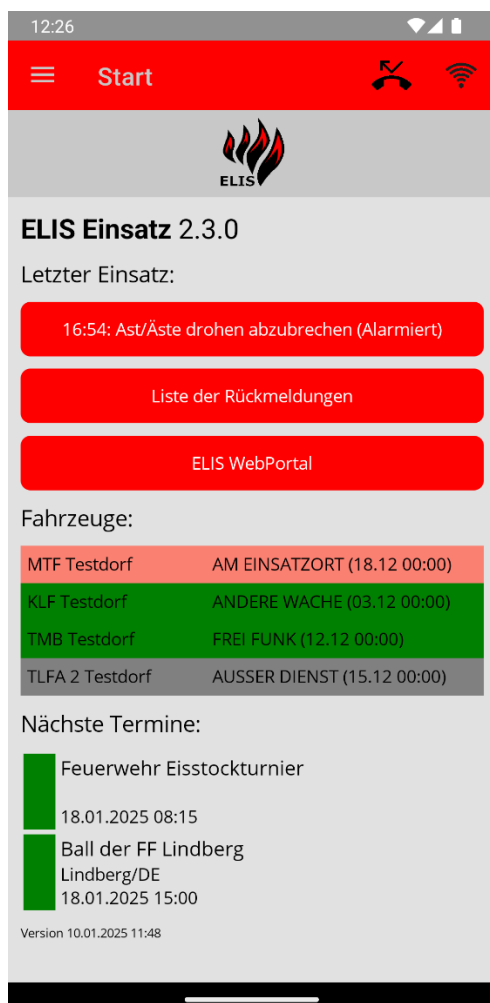 12:26
Start
ELIS
ELIS Einsatz 2.3.0
Letzter Einsatz:
16:54: Ast/Äste drohen abzubrechen (Alarmiert)
Liste der Rückmeldungen
ELIS WebPortal
Fahrzeuge:
MTF Testdorf AM EINSATZORT (18.12 00:00)
KLF Testdorf ANDERE WACHE (03.12 00:00)
TMB Testdorf FREI FUNK (12.12 00:00)
TLFA 2 Testdorf AUSSER DIENST (15.12 00:00)
Nächste Termine:
Feuerwehr Eisstockturnier
18.01.2025 08:15
Ball der FF Lindberg
Lindberg/DE
18.01.2025 15:00
Version 10.01.2025 11:48